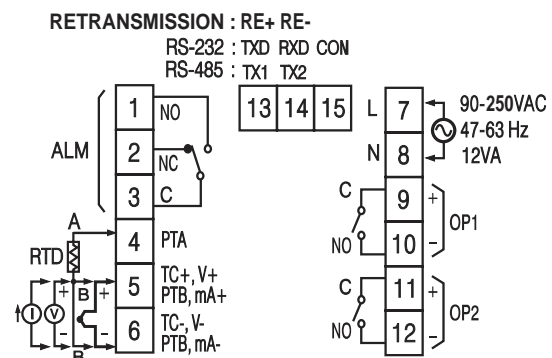 RETRANSMISSION : RE+ RE-
RS-232 : TXD RXD CON
RS-485 : TX1 TX2
13 14 15
ALM
1 NO
2 NC
3 C
A
4 PTA
RTD
5 TC+, V+
PTB, mA+
6 TC-, V-
PTB, mA-
I V + - B + -
B
L 7 90-250VAC
47-63 Hz
N 8 12VA
C 9 +
OP1
NO 10 -
C 11 +
OP2
NO 12 -